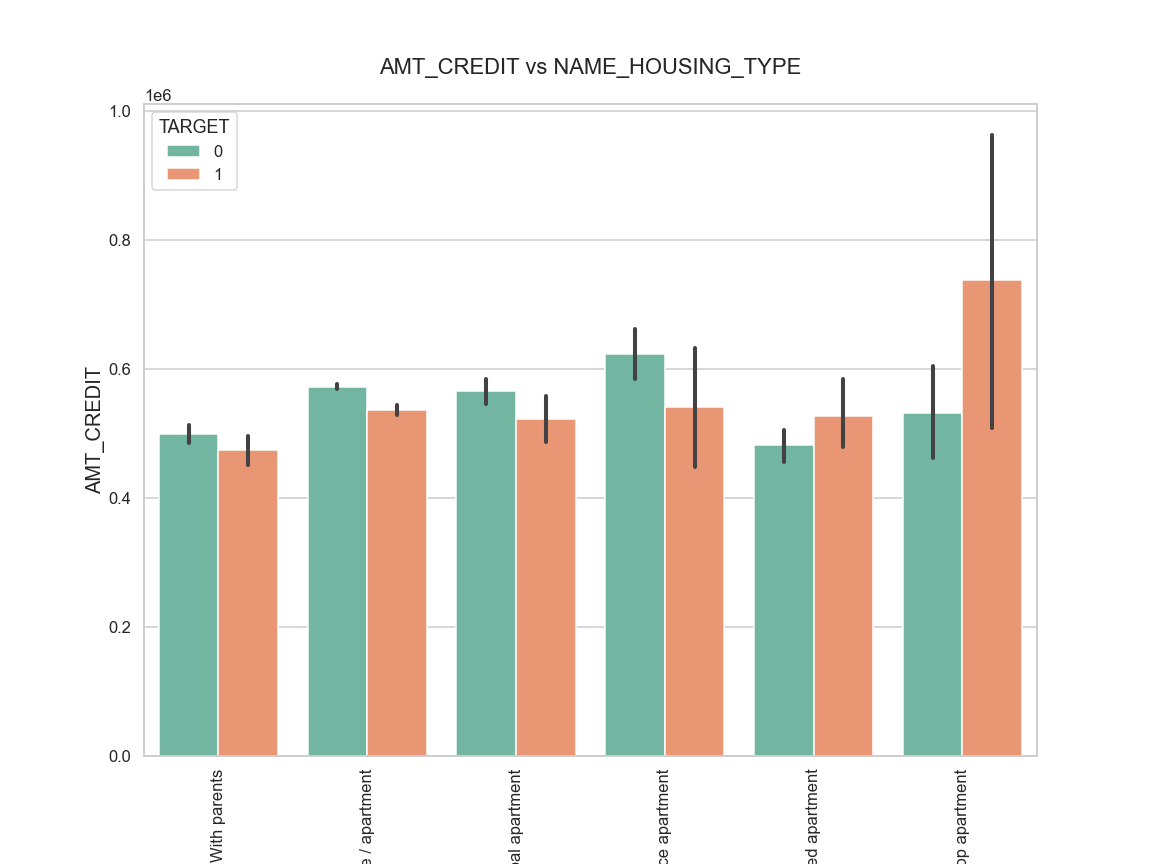 AMT_CREDIT vs NAME_HOUSING_TYPE
1e6
1.0
0.8
0.6
0.4
0.2
0.0
AMT_CREDIT
TARGET
0
1
With parents
/ apartment
apartment
apartment
apartment
apartment